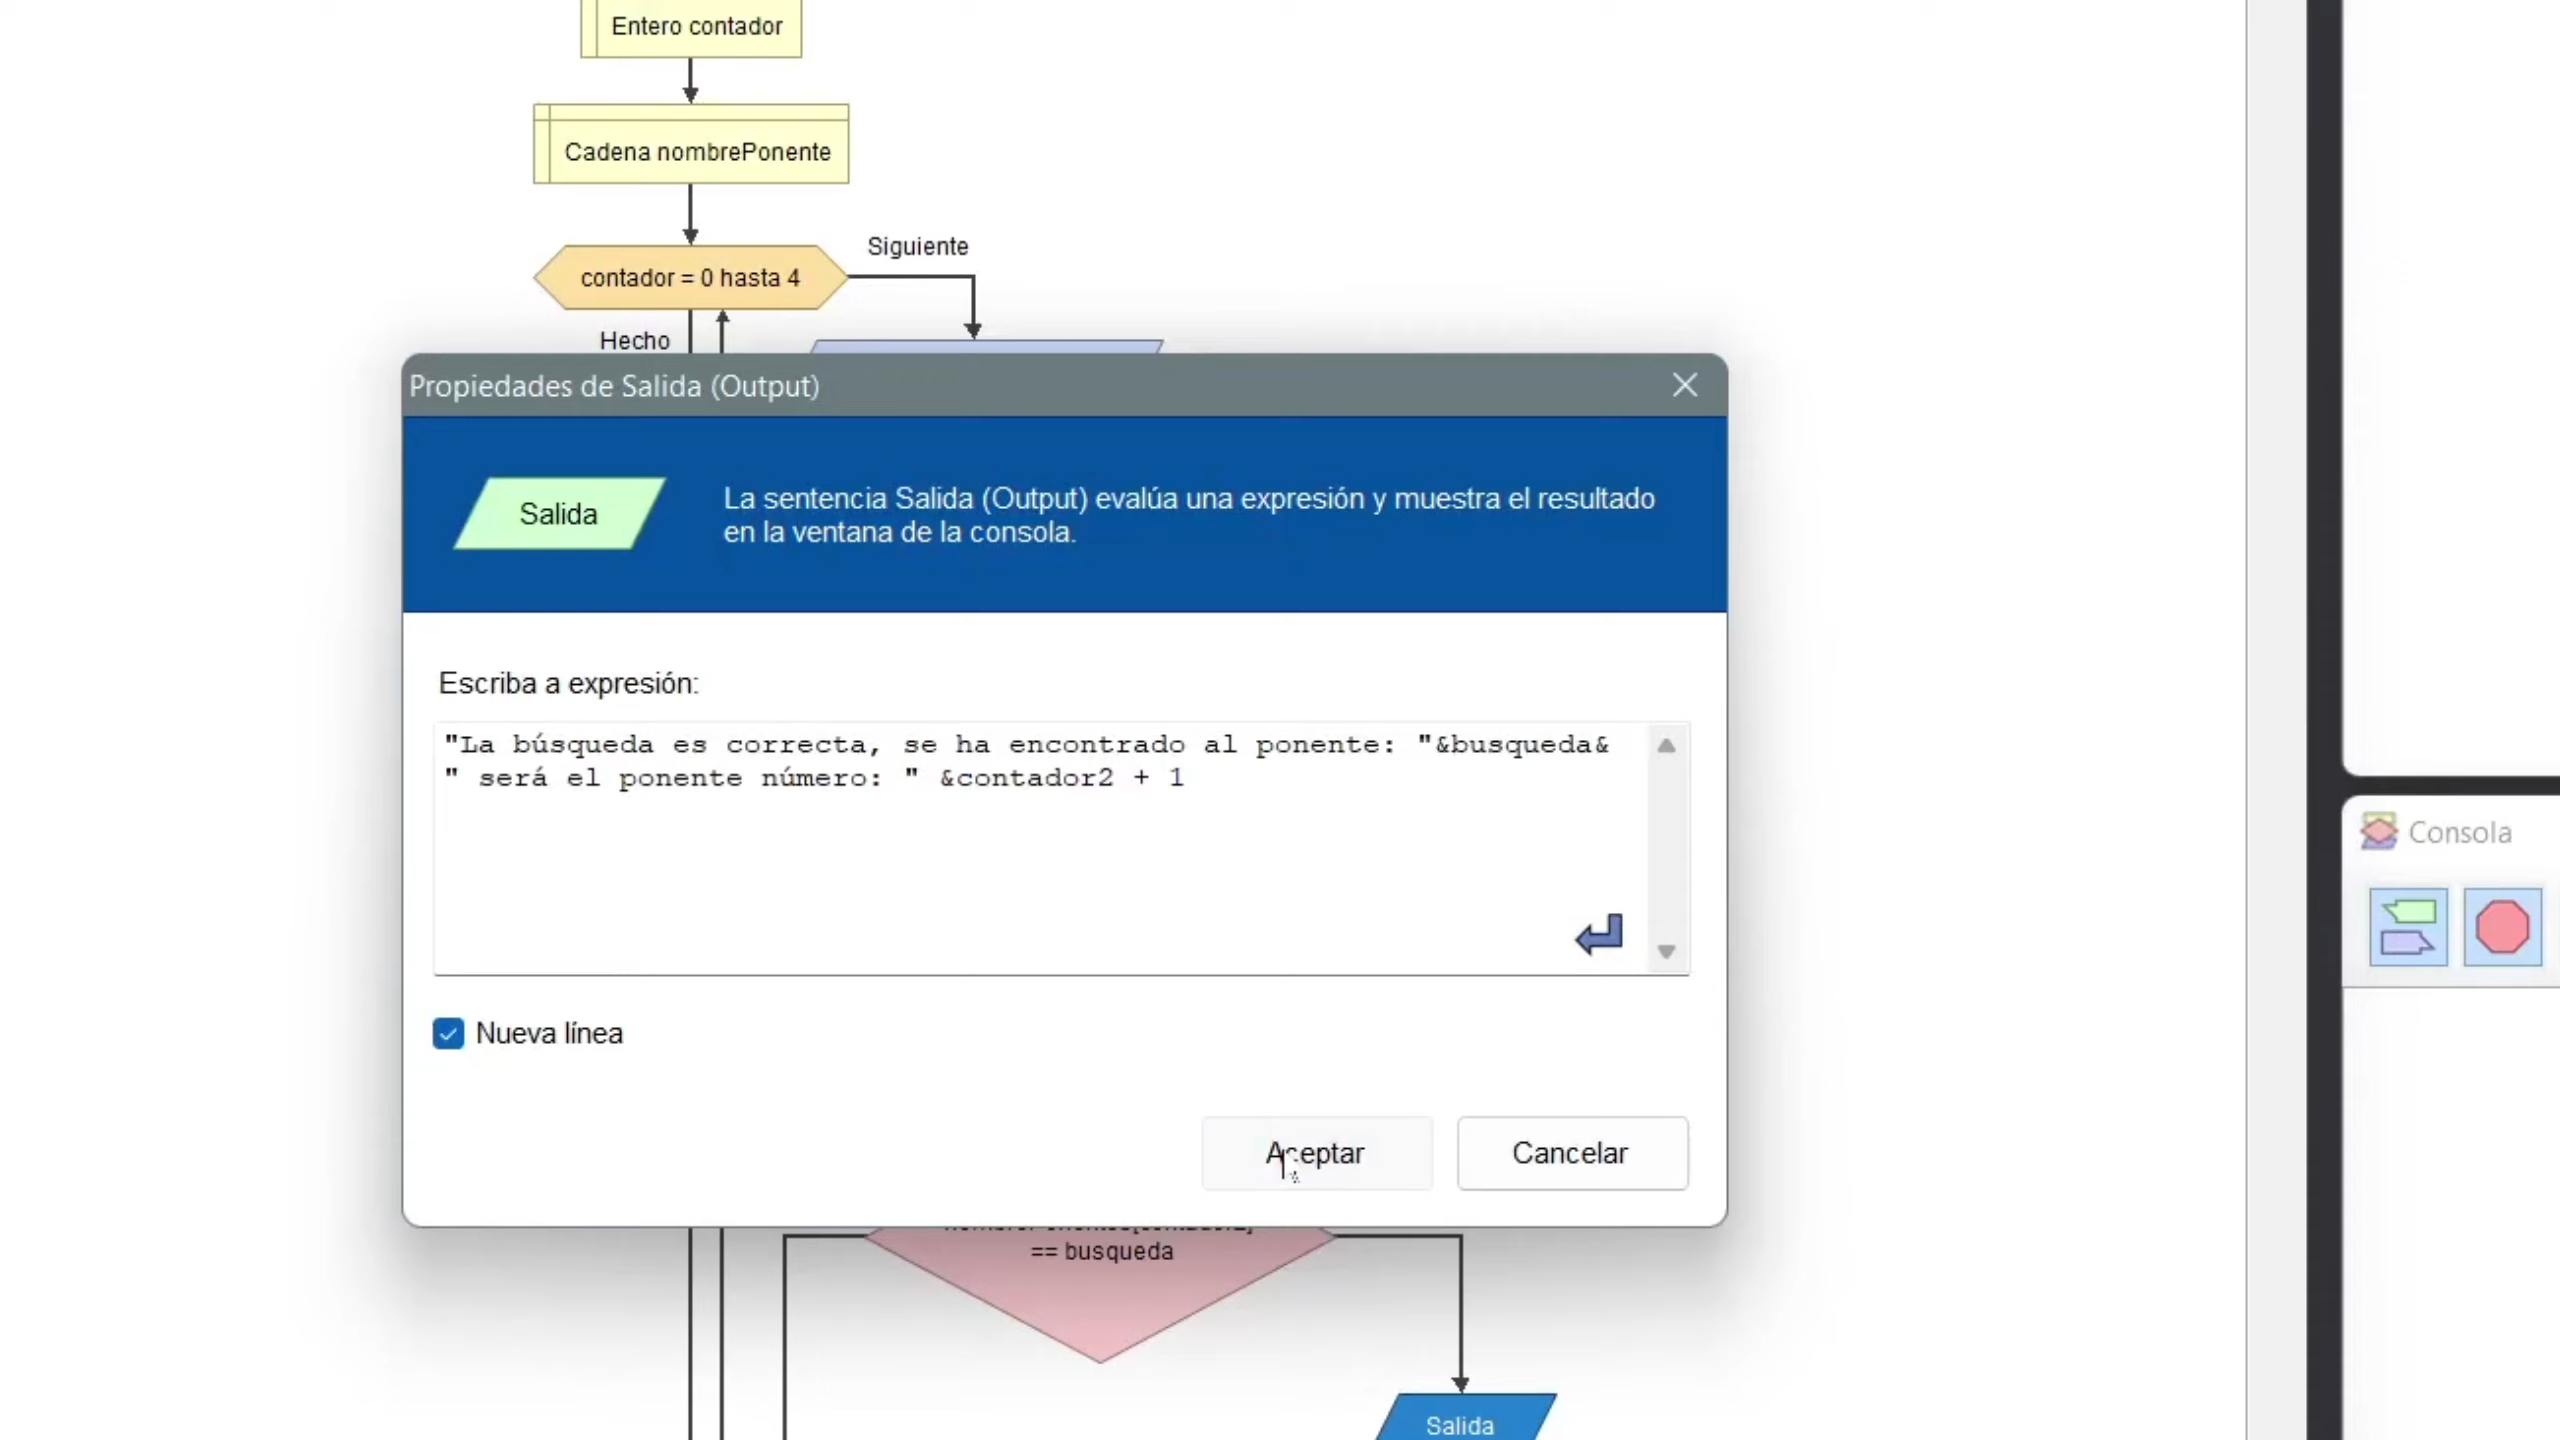 Entero contador
Cadena nombrePonente
Siguiente
contador = 0 hasta 4
Hecho
Propiedades de Salida (Output)
Salida
La sentencia Salida (Output) evalúa una expresión y muestra el resultado
en la ventana de la consola.
Escriba a expresión:
"La búsqueda es correcta, se ha encontrado al ponente: "&busqueda&
" será el ponente número: " &contador2 + 1
Nueva línea
Aceptar
Cancelar
== busqueda
Salida
Consola